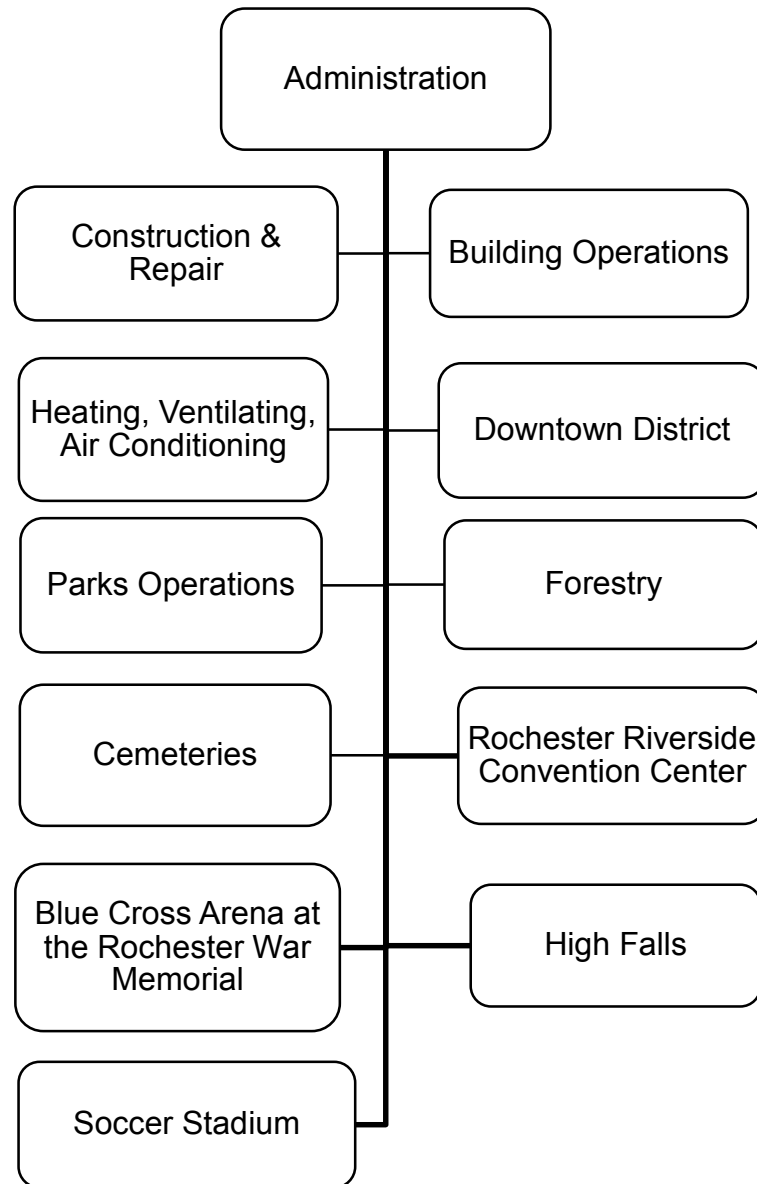 Administration
Construction &
Repair
Building Operations
Heating, Ventilating,
Air Conditioning
Downtown District
Parks Operations
Forestry
Cemeteries
Rochester Riverside
Convention Center
Blue Cross Arena at
the Rochester War
Memorial
High Falls
Soccer Stadium